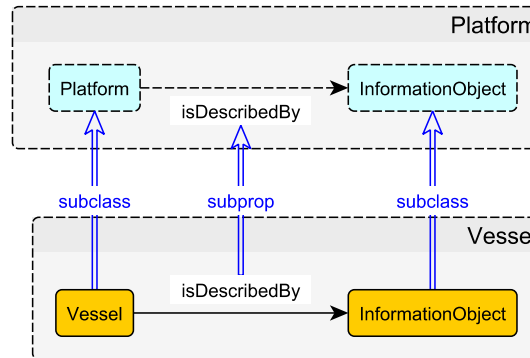 Platform
Platform
InformationObject
isDescribedBy
subclass
subprop
subclass
Vesse
isDescribedBy
Vessel
InformationObject